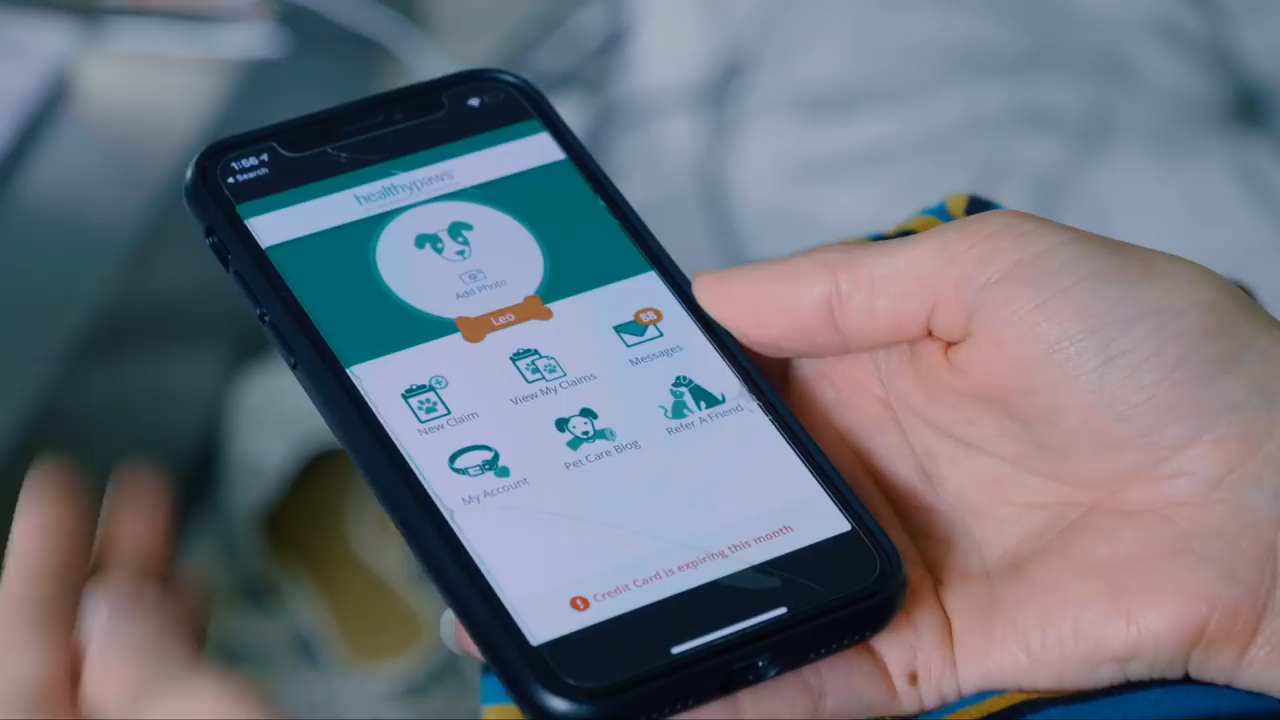 1:56
Search
healthypaws
Add Photo
Leo
New Claim
View My Claims
88
Messages
My Account
Pet Care Blog
Refer A Friend
Credit Card is expiring this month